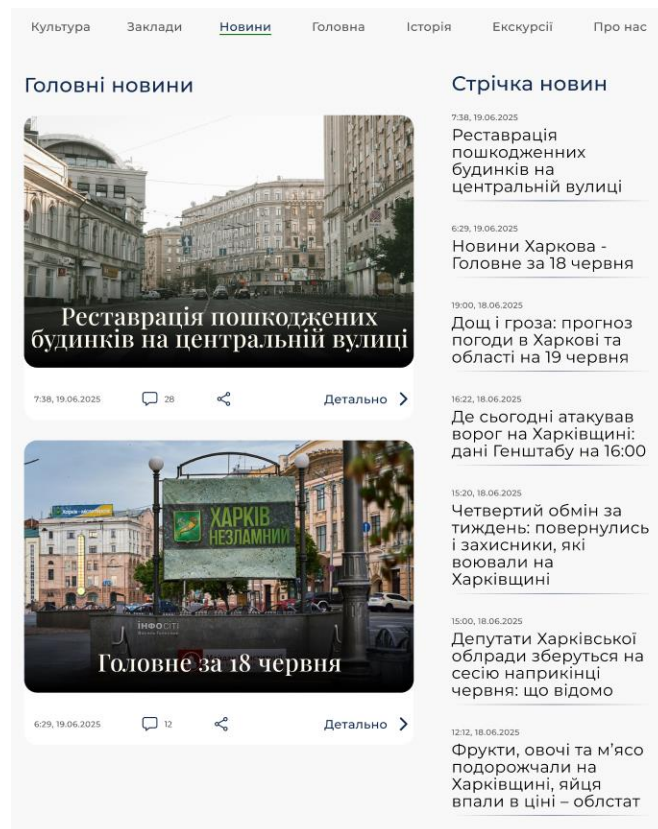 Культура Заклади Новини Головна Історія Екскурсії Про нас
Головні новини
Реставрація пошкоджених
будинків на центральній вулиці
7:38, 19.06.2025 28 Детально
ХАРКІВ
НЕЗЛАМНИЙ
ІНФОСІТІ
Головне за 18 червня
6:29, 19.06.2025 12 Детально
Стрічка новин
7:38, 19.06.2025
Реставрація
пошкодженних
будинків на
центральній вулиці
6:29, 19.06.2025
Новини Харкова -
Головне за 18 червня
19:00, 18.06.2025
Дощ і гроза: прогноз
погоди в Харкові та
області на 19 червня
16:22, 18.06.2025
Де сьогодні атакував
ворог на Харківщині:
дані Генштабу на 16:00
15:20, 18.06.2025
Четвертий обмін за
тиждень: повернулись
і захисники, які
воювали на
Харківщині
15:00, 18.06.2025
Депутати Харківської
облради зберуться на
сесію наприкінці
червня: що відомо
12:12, 18.06.2025
Фрукти, овочі та м’ясо
подорожчали на
Харківщині, яйця
впали в ціні – облстат